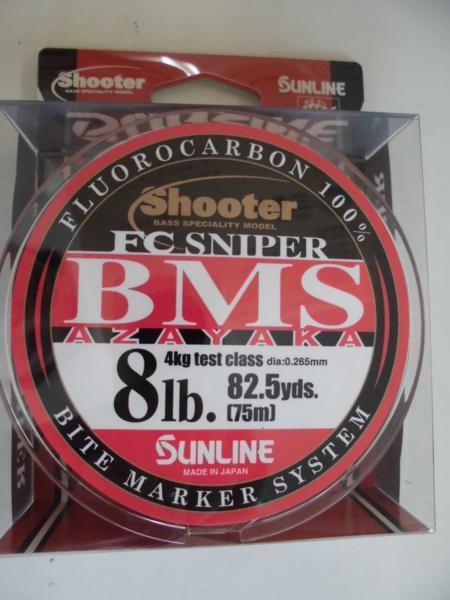 Shooter
BASS SPECIALITY MODEL
SUNLINE
FLUOROCARBON 100%
Shooter
BASS SPECIALITY MODEL
FC SNIPER
BMS
AZAYAKA
4kg test class dia:0.265mm
8lb. 82.5yds.
(75m)
SUNLINE
MADE IN JAPAN
BITE MARKER SYSTEM